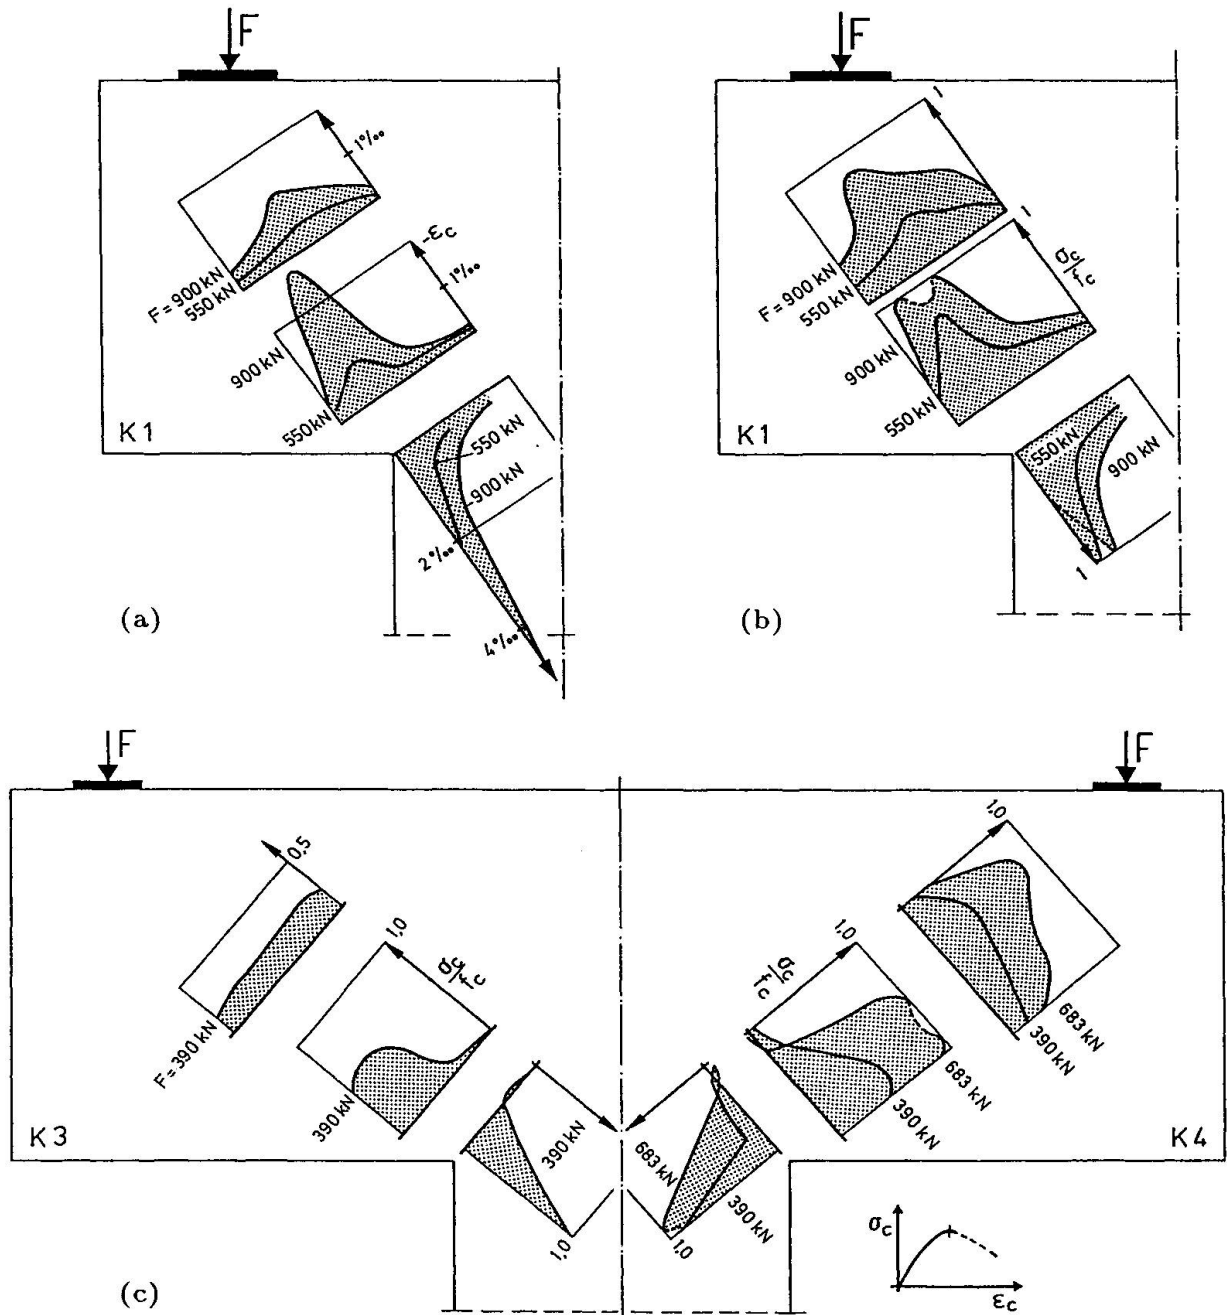 F
1‰
-εc
1‰
F = 900 kN
550 kN
900 kN
550 kN
550 kN
900 kN
2‰
4‰
K1
(a)
F
1
1
σc/fc
F = 900 kN
550 kN
900 kN
550 kN
550 kN
900 kN
1
K1
(b)
F
0.5
1.0
σc/fc
F = 390 kN
390 kN
390 kN
1.0
K3
(c)
F
1.0
1.0
σc/fc
683 kN
390 kN
683 kN
390 kN
683 kN
390 kN
1.0
K4
σc
εc